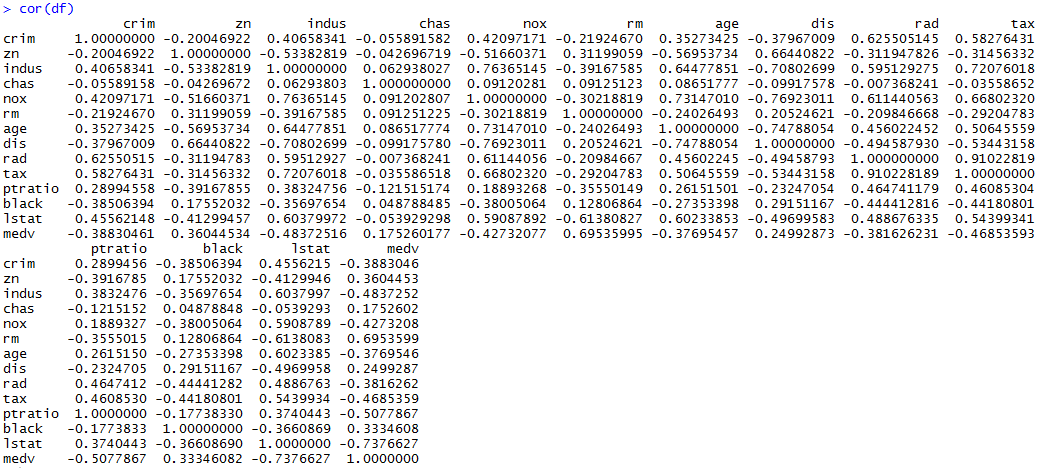 > cor(df)
crim zn indus chas nox rm age dis rad tax
crim 1.00000000 -0.20046922 0.40658341 -0.055891582 0.42097171 -0.21924670 0.35273425 -0.37967009 0.625505145 0.58276431
zn -0.20046922 1.00000000 -0.53382819 -0.042696719 -0.51660371 0.31199059 -0.56953734 0.66440822 -0.311947826 -0.31456332
indus 0.40658341 -0.53382819 1.00000000 0.062938027 0.76365145 -0.39167585 0.64477851 -0.70802699 0.595129275 0.72076018
chas -0.05589158 -0.04269672 0.06293803 1.000000000 0.09120281 0.09125123 0.08651777 -0.09917578 -0.007368241 -0.03558652
nox 0.42097171 -0.51660371 0.76365145 0.091202807 1.00000000 -0.30218819 0.73147010 -0.76923011 0.611440563 0.66802320
rm -0.21924670 0.31199059 -0.39167585 0.091251225 -0.30218819 1.00000000 -0.24026493 0.20524621 -0.209846668 -0.29204783
age 0.35273425 -0.56953734 0.64477851 0.086517774 0.73147010 -0.24026493 1.00000000 -0.74788054 0.456022452 0.50645559
dis -0.37967009 0.66440822 -0.70802699 -0.099175780 -0.76923011 0.20524621 -0.74788054 1.00000000 -0.494587930 -0.53443158
rad 0.62550515 -0.31194783 0.59512927 -0.007368241 0.61144056 -0.20984667 0.45602245 -0.49458793 1.000000000 0.91022819
tax 0.58276431 -0.31456332 0.72076018 -0.035586518 0.66802320 -0.29204783 0.50645559 -0.53443158 0.910228189 1.00000000
ptratio 0.28994558 -0.39167855 0.38324756 -0.121515174 0.18893268 -0.35550149 0.26151501 -0.23247054 0.464741179 0.46085304
black -0.38506394 0.17552032 -0.35697654 0.048788485 -0.38005064 0.12806864 -0.27353398 0.29151167 -0.444412816 -0.44180801
lstat 0.45562148 -0.41299457 0.60379972 -0.053929298 0.59087892 -0.61380827 0.60233853 -0.49699583 0.488676335 0.54399341
medv -0.38830461 0.36044534 -0.48372516 0.175260177 -0.42732077 0.69535995 -0.37695457 0.24992873 -0.381626231 -0.46853593
ptratio black lstat medv
crim 0.2899456 -0.38506394 0.4556215 -0.3883046
zn -0.3916785 0.17552032 -0.4129946 0.3604453
indus 0.3832476 -0.35697654 0.6037997 -0.4837252
chas -0.1215152 0.04878848 -0.0539293 0.1752602
nox 0.1889327 -0.38005064 0.5908789 -0.4273208
rm -0.3555015 0.12806864 -0.6138083 0.6953599
age 0.2615150 -0.27353398 0.6023385 -0.3769546
dis -0.2324705 0.29151167 -0.4969958 0.2499287
rad 0.4647412 -0.44441282 0.4886763 -0.3816262
tax 0.4608530 -0.44180801 0.5439934 -0.4685359
ptratio 1.0000000 -0.17738330 0.3740443 -0.5077867
black -0.1773833 1.00000000 -0.3660869 0.3334608
lstat 0.3740443 -0.36608690 1.0000000 -0.7376627
medv -0.5077867 0.33346082 -0.7376627 1.0000000